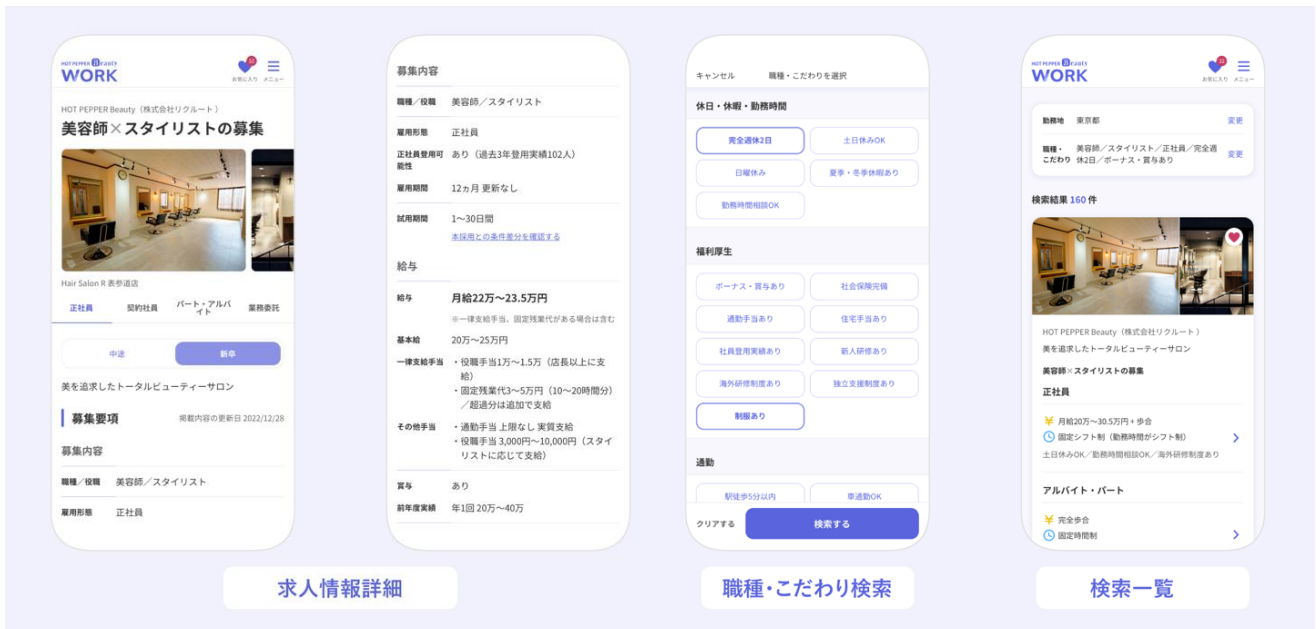 HOT PEPPER Beauty
WORK
お気に入り メニュー
HOT PEPPER Beauty（株式会社リクルート）
美容師×スタイリストの募集
Hair Salon R 表参道店
正社員 契約社員 パート・アルバイト 業務委託
中途 新卒
美を追求したトータルビューティーサロン
募集要項 掲載内容の更新日 2022/12/28
募集内容
職種／役職 美容師／スタイリスト
雇用形態 正社員
募集内容
職種／役職 美容師／スタイリスト
雇用形態 正社員
正社員登用可能性 あり（過去3年登用実績102人）
雇用期間 12ヵ月 更新なし
試用期間 1〜30日間
本採用との条件差分を確認する
給与
給与 月給22万〜23.5万円
※一律支給手当、固定残業代がある場合は含む
基本給 20万〜25万円
一律支給手当 ・役職手当1万〜1.5万（店長以上に支給）
・固定残業代3〜5万円（10〜20時間分）
／超過分は追加で支給
その他手当 ・通勤手当 上限なし 実質支給
・役職手当 3,000円〜10,000円（スタイリストに応じて支給）
賞与 あり
前年度実績 年1回 20万〜40万
求人情報詳細
キャンセル 職種・こだわりを選択
休日・休暇・勤務時間
完全週休2日 土日休みOK
日曜休み 夏季・冬季休暇あり
勤務時間相談OK
福利厚生
ボーナス・賞与あり 社会保険完備
通勤手当あり 住宅手当あり
社員登用実績あり 新人研修あり
海外研修制度あり 独立支援制度あり
制服あり
通勤
駅徒歩5分以内 車通勤OK
クリアする 検索する
職種・こだわり検索
HOT PEPPER Beauty
WORK
お気に入り メニュー
勤務地 東京都 変更
職種・こだわり 美容師／スタイリスト／正社員／完全週休2日／ボーナス・賞与あり 変更
検索結果 160 件
HOT PEPPER Beauty（株式会社リクルート）
美を追求したトータルビューティーサロン
美容師×スタイリストの募集
正社員
月給20万〜30.5万円 + 歩合
固定シフト制（勤務時間がシフト制）
土日休みOK／勤務時間相談OK／海外研修制度あり
アルバイト・パート
完全歩合
固定時間制
検索一覧